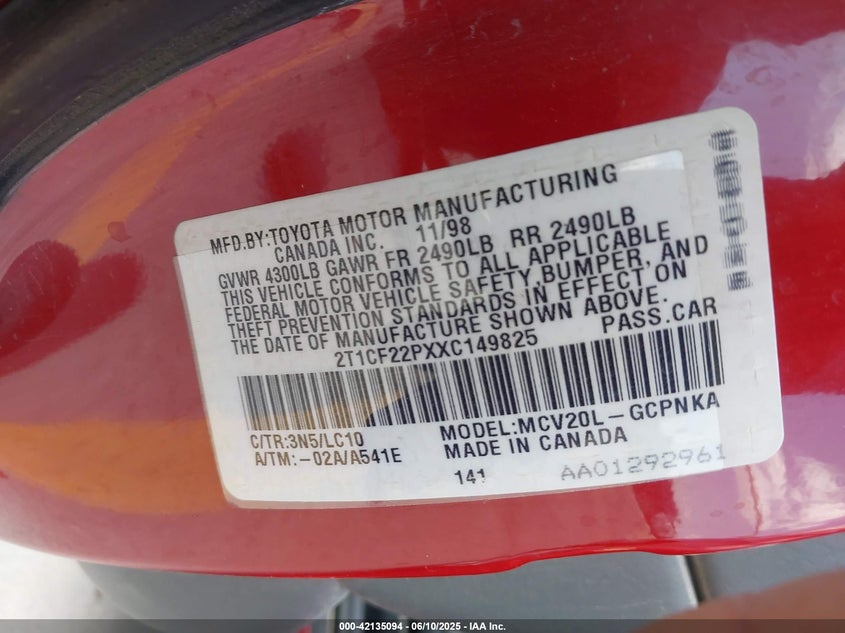 MFD.BY:TOYOTA MOTOR MANUFACTURING
CANADA INC. 11/98
GVWR 4300LB GAWR FR 2490LB RR 2490LB
THIS VEHICLE CONFORMS TO ALL APPLICABLE
FEDERAL MOTOR VEHICLE SAFETY,BUMPER, AND
THEFT PREVENTION STANDARDS IN EFFECT ON
THE DATE OF MANUFACTURE SHOWN ABOVE.
2T1CF22PXXC149825 PASS.CAR
C/TR:3N5/LC10 MODEL:MCV20L-GCPNKA
A/TM:-02A/A541E MADE IN CANADA
141 AA01292961
000-42135094 - 06/10/2025 - IAA Inc.